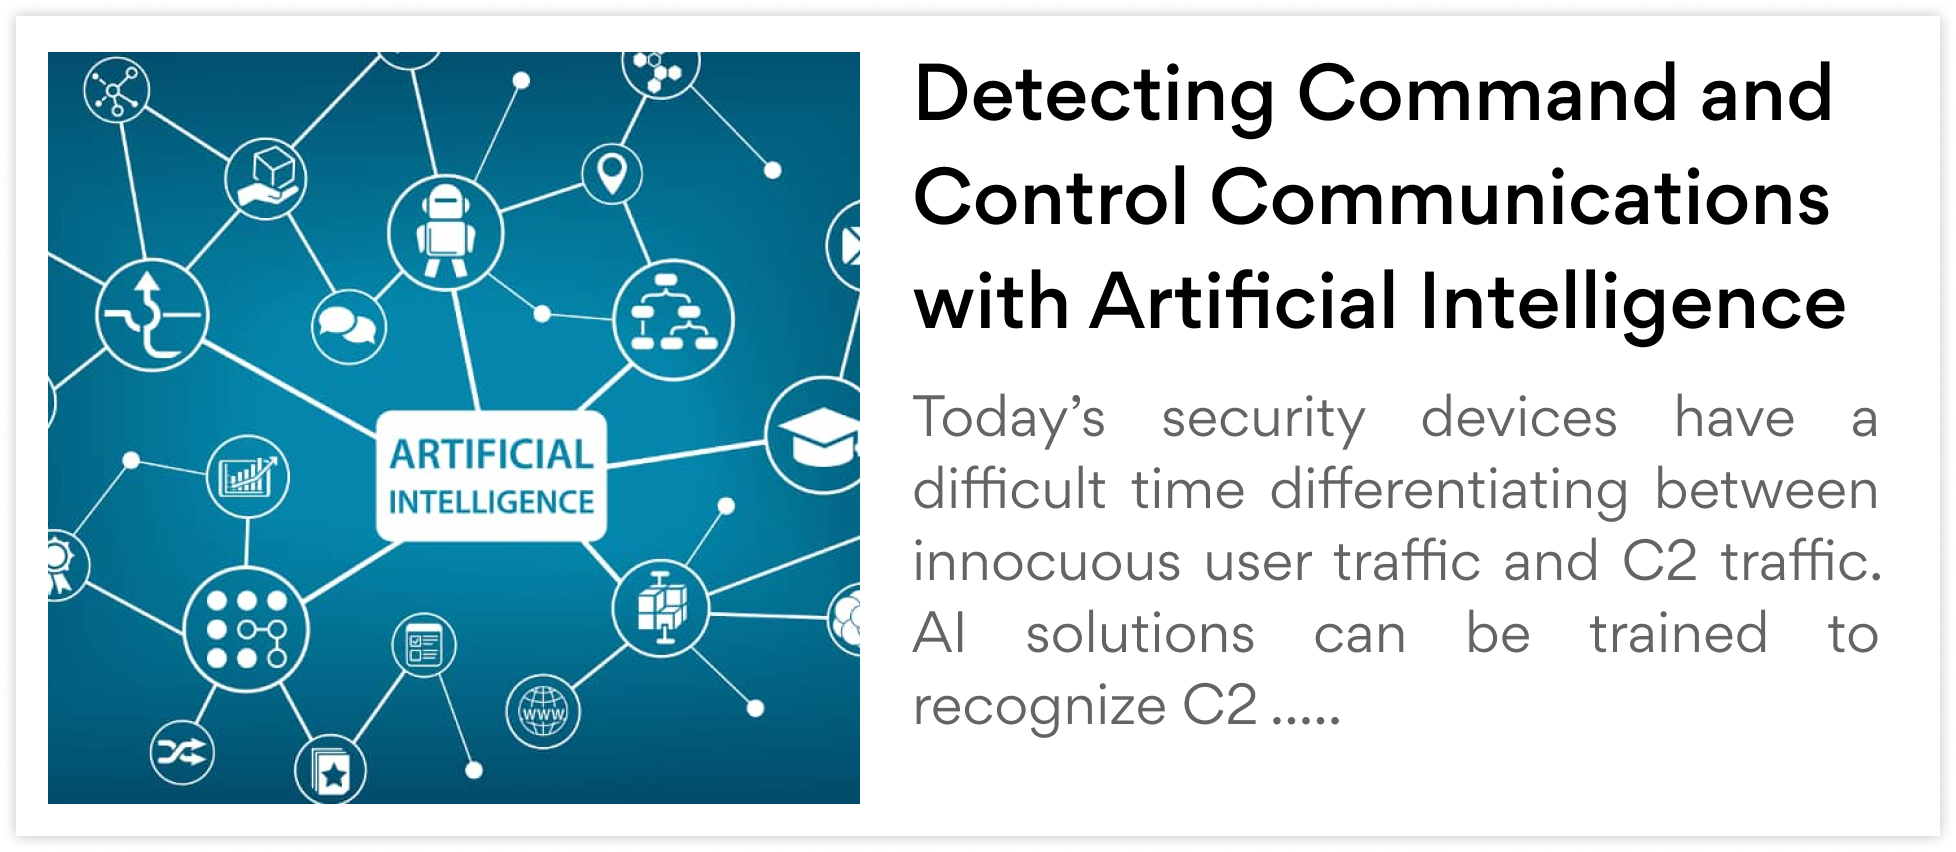 ARTIFICIAL
INTELLIGENCE
www
Detecting Command and
Control Communications
with Artificial Intelligence
Today’s security devices have a
difficult time differentiating between
innocuous user traffic and C2 traffic.
AI solutions can be trained to
recognize C2 .....